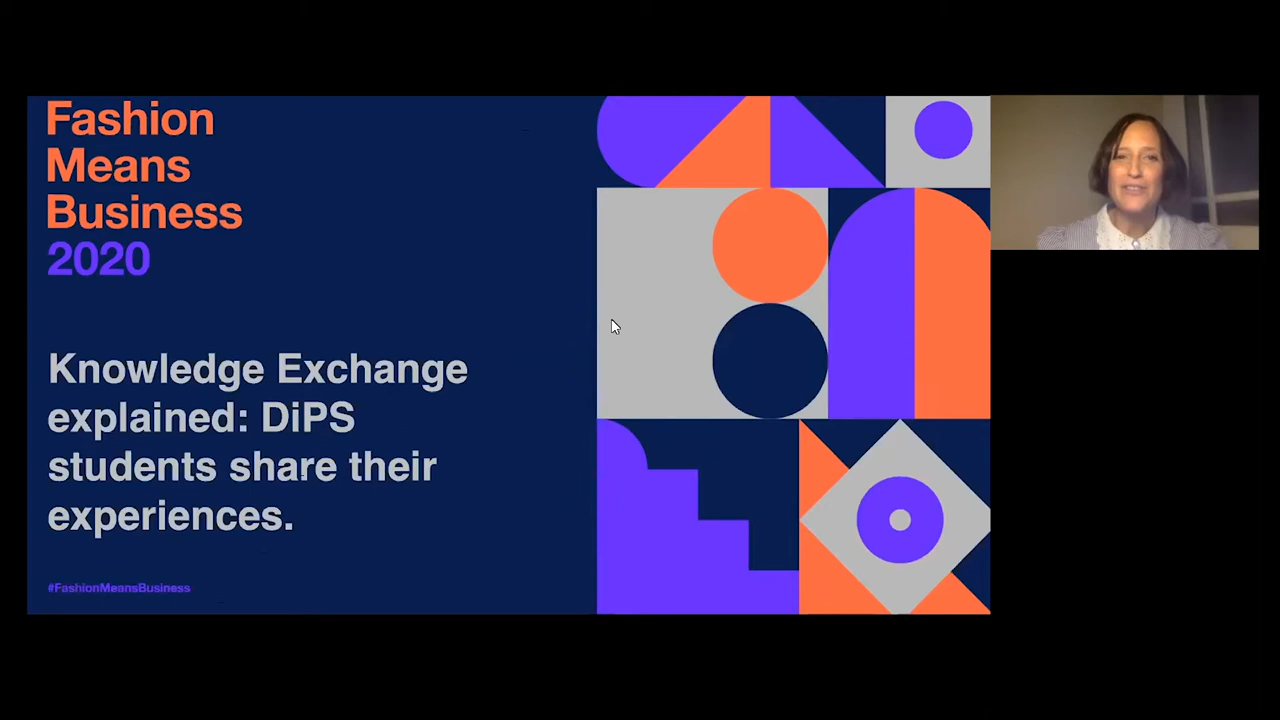 Fashion
Means
Business
2020
Knowledge Exchange
explained: DiPS
students share their
experiences.
#FashionMeansBusiness